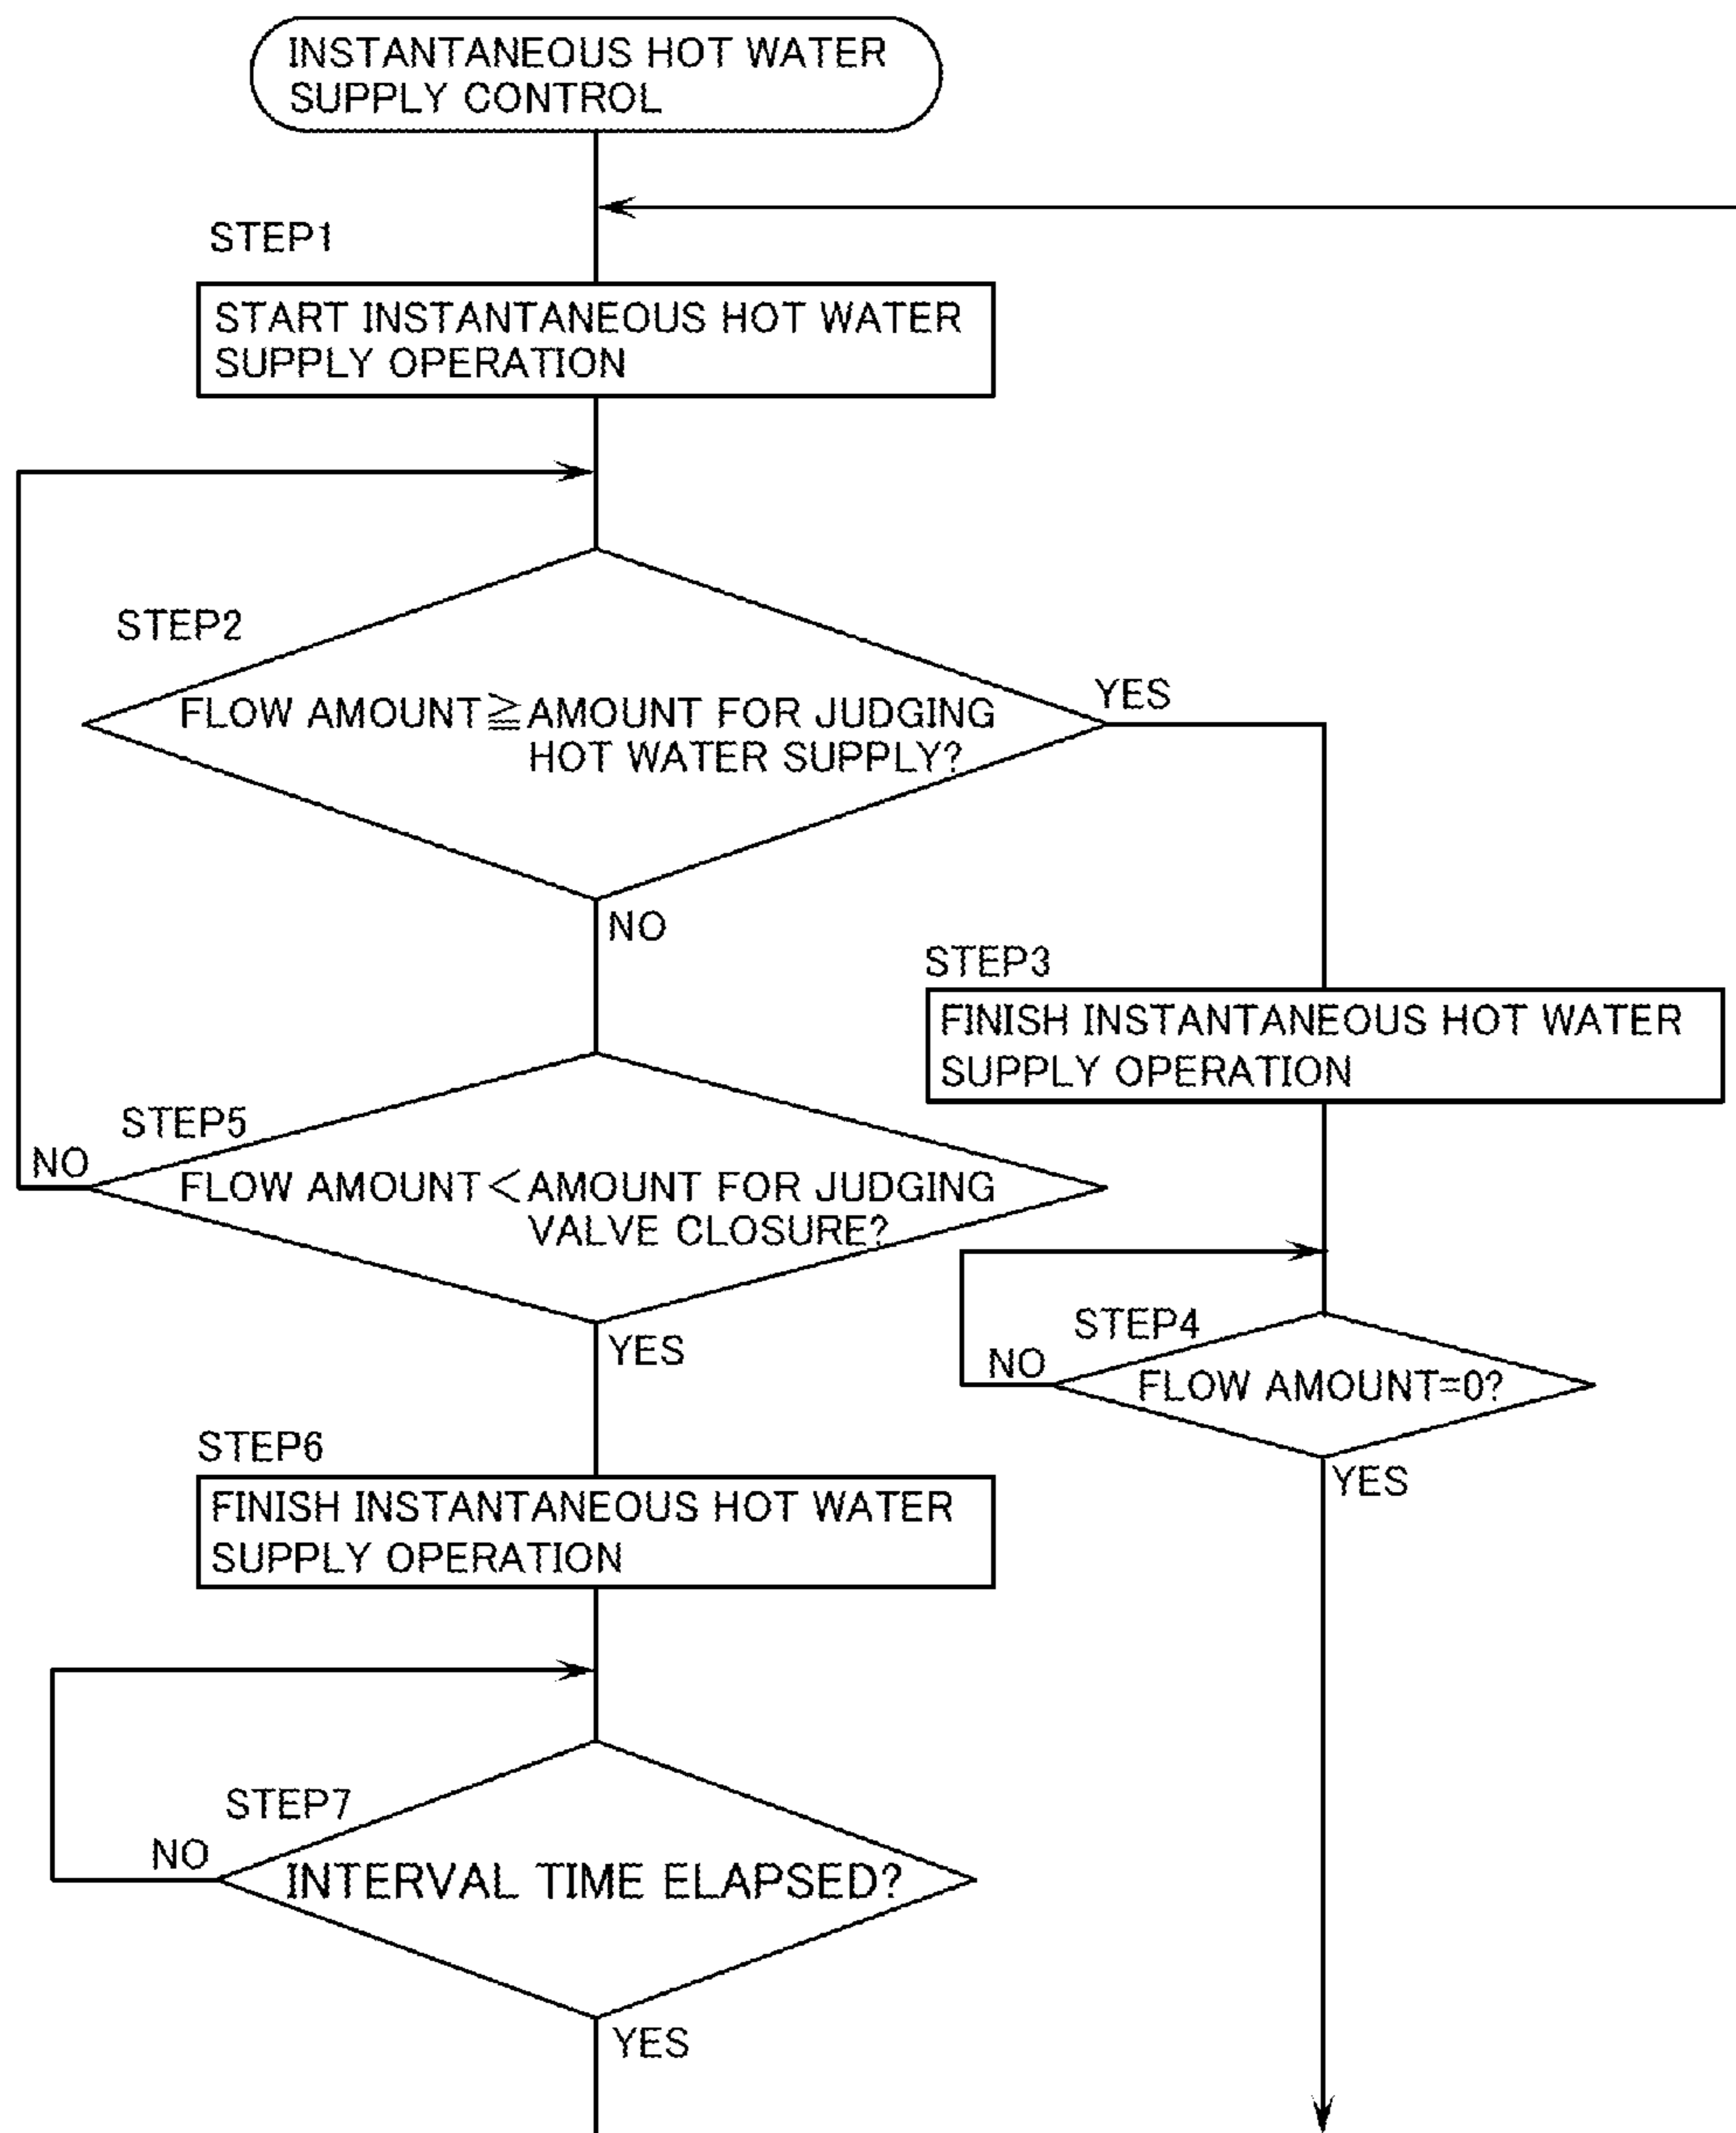 INSTANTANEOUS HOT WATER
SUPPLY CONTROL
STEP1
START INSTANTANEOUS HOT WATER
SUPPLY OPERATION
STEP2
FLOW AMOUNT≧AMOUNT FOR JUDGING
HOT WATER SUPPLY?
YES
NO
STEP3
FINISH INSTANTANEOUS HOT WATER
SUPPLY OPERATION
STEP5
NO
FLOW AMOUNT<AMOUNT FOR JUDGING
VALVE CLOSURE?
YES
STEP4
NO
FLOW AMOUNT=0?
YES
STEP6
FINISH INSTANTANEOUS HOT WATER
SUPPLY OPERATION
STEP7
NO
INTERVAL TIME ELAPSED?
YES